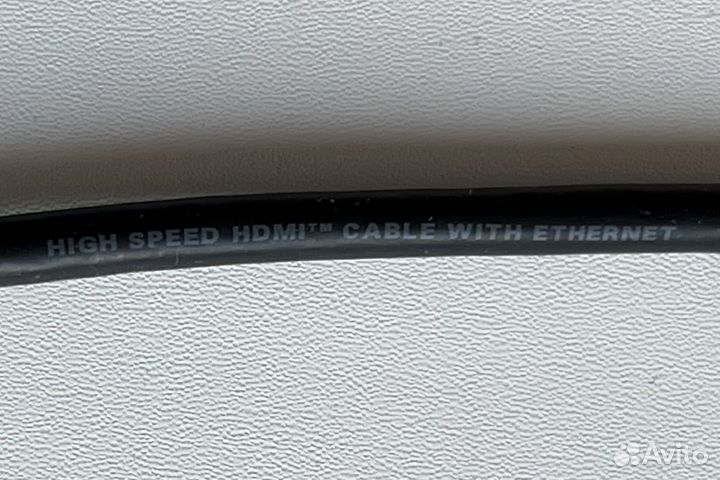 HIGH SPEED HDMI™ CABLE WITH ETHERNET
Avito